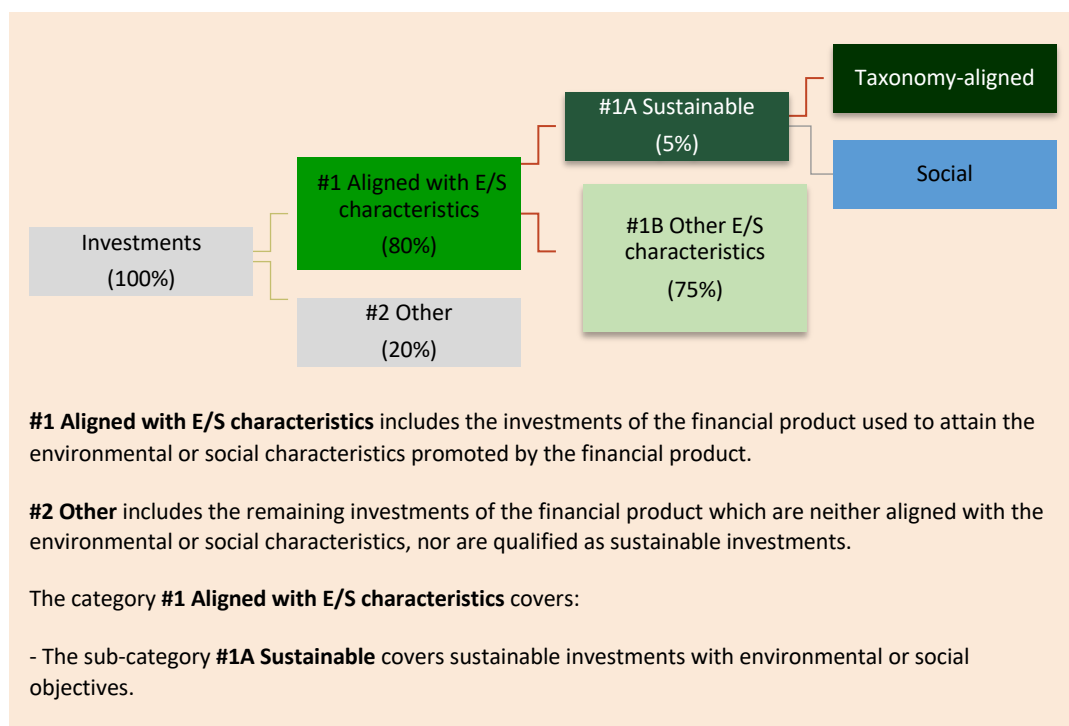 Taxonomy-aligned
#1A Sustainable
(5%)
Social
#1 Aligned with E/S
characteristics
(80%)
#1B Other E/S
characteristics
(75%)
Investments
(100%)
#2 Other
(20%)
#1 Aligned with E/S characteristics includes the investments of the financial product used to attain the
environmental or social characteristics promoted by the financial product.
#2 Other includes the remaining investments of the financial product which are neither aligned with the
environmental or social characteristics, nor are qualified as sustainable investments.
The category #1 Aligned with E/S characteristics covers:
- The sub-category #1A Sustainable covers sustainable investments with environmental or social
objectives.